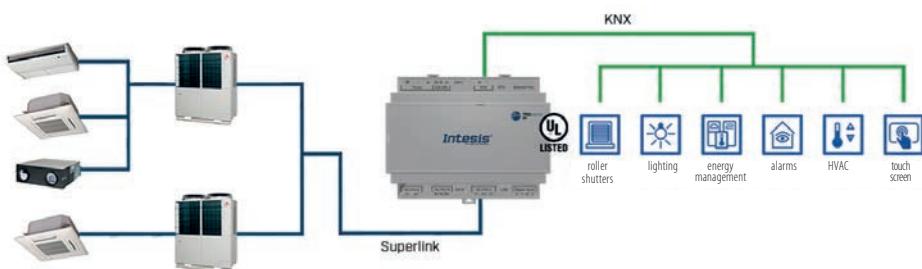 KNX
Intesis
UL
LISTED
roller
shutters
lighting
energy
management
alarms
HVAC
touch
screen
Superlink